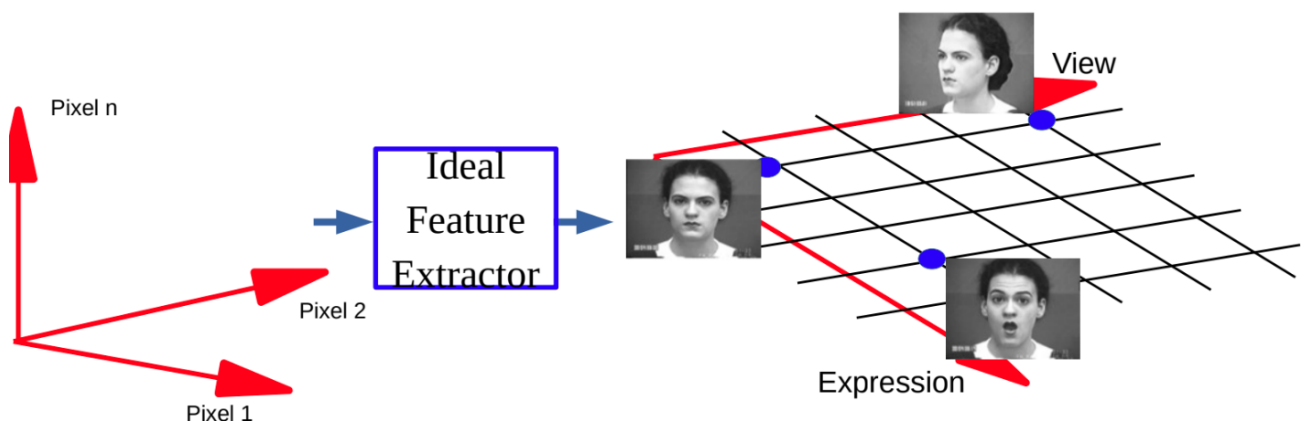 Pixel n
Pixel 2
Pixel 1
Ideal
Feature
Extractor
View
Expression